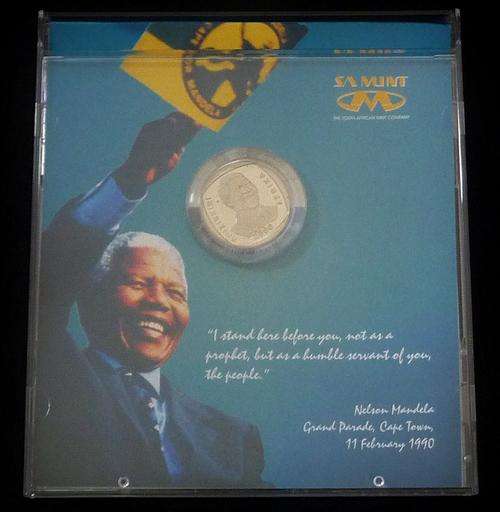 SA MINT
THE SOUTH AFRICAN MINT COMPANY
"I stand here before you, not as a
prophet, but as a humble servant of you,
the people."
Nelson Mandela
Grand Parade, Cape Town,
11 February 1990